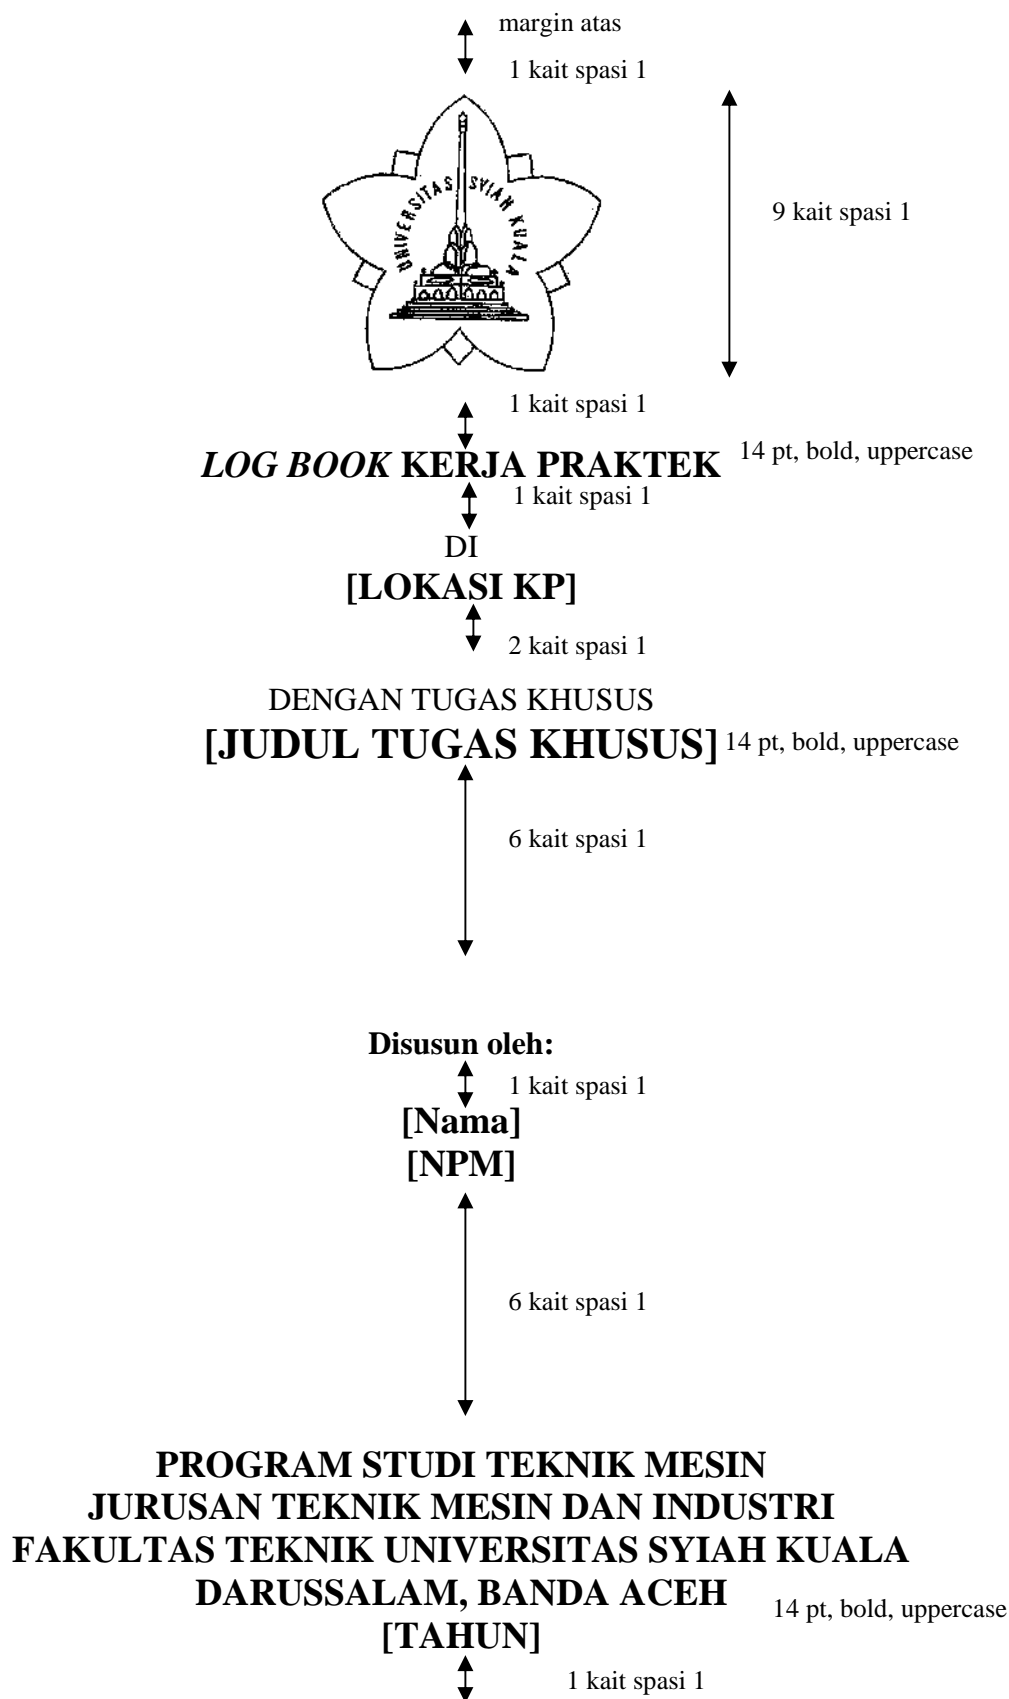 margin atas
1 kait spasi 1
UNIVERSITAS SYIAH KUALA
9 kait spasi 1
1 kait spasi 1
LOG BOOK KERJA PRAKTEK 14 pt, bold, uppercase
1 kait spasi 1
DI
[LOKASI KP]
2 kait spasi 1
DENGAN TUGAS KHUSUS
[JUDUL TUGAS KHUSUS] 14 pt, bold, uppercase
6 kait spasi 1
Disusun oleh:
1 kait spasi 1
[Nama]
[NPM]
6 kait spasi 1
PROGRAM STUDI TEKNIK MESIN
JURUSAN TEKNIK MESIN DAN INDUSTRI
FAKULTAS TEKNIK UNIVERSITAS SYIAH KUALA
DARUSSALAM, BANDA ACEH
14 pt, bold, uppercase
[TAHUN]
1 kait spasi 1